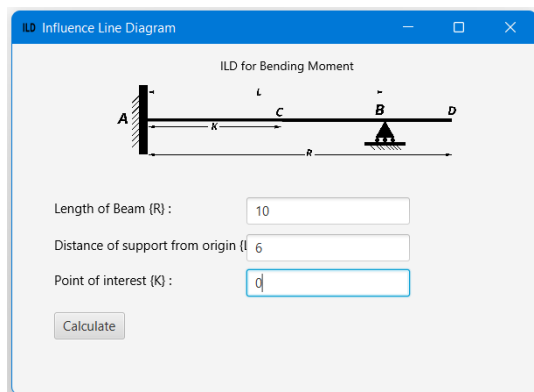 ILD Influence Line Diagram
ILD for Bending Moment
L
A C B D
K
R
Length of Beam {R} : 10
Distance of support from origin {l 6
Point of interest {K} : 0
Calculate